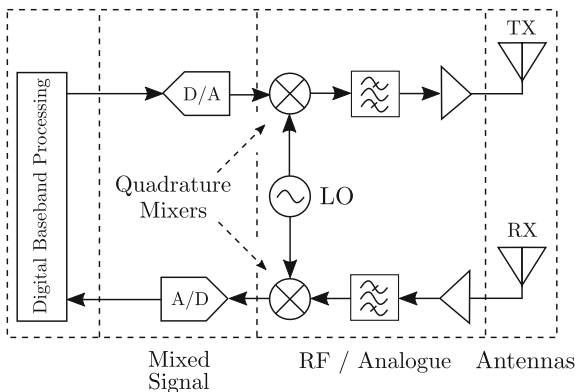 TX
D/A
Digital Baseband Processing
Quadrature
Mixers
LO
RX
A/D
Mixed
Signal
RF / Analogue
Antennas